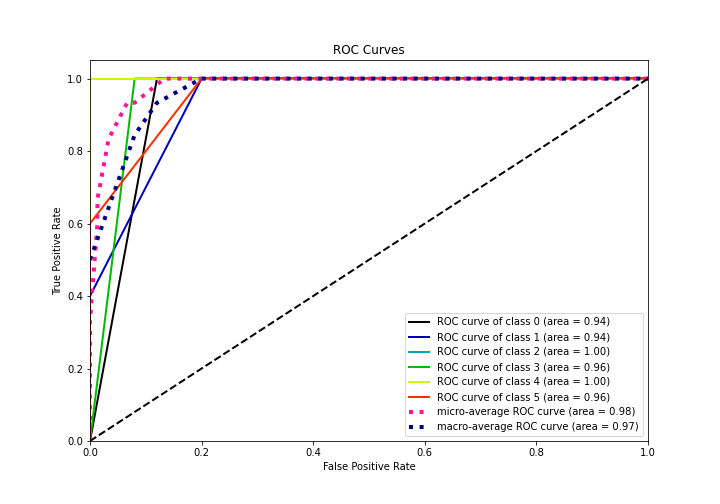 ROC Curves
1.0
0.8
0.6
0.4
0.2
0.0
True Positive Rate
ROC curve of class 0 (area = 0.94)
ROC curve of class 1 (area = 0.94)
ROC curve of class 2 (area = 1.00)
ROC curve of class 3 (area = 0.96)
ROC curve of class 4 (area = 1.00)
ROC curve of class 5 (area = 0.96)
micro-average ROC curve (area = 0.98)
macro-average ROC curve (area = 0.97)
0.0 0.2 0.4 0.6 0.8 1.0
False Positive Rate